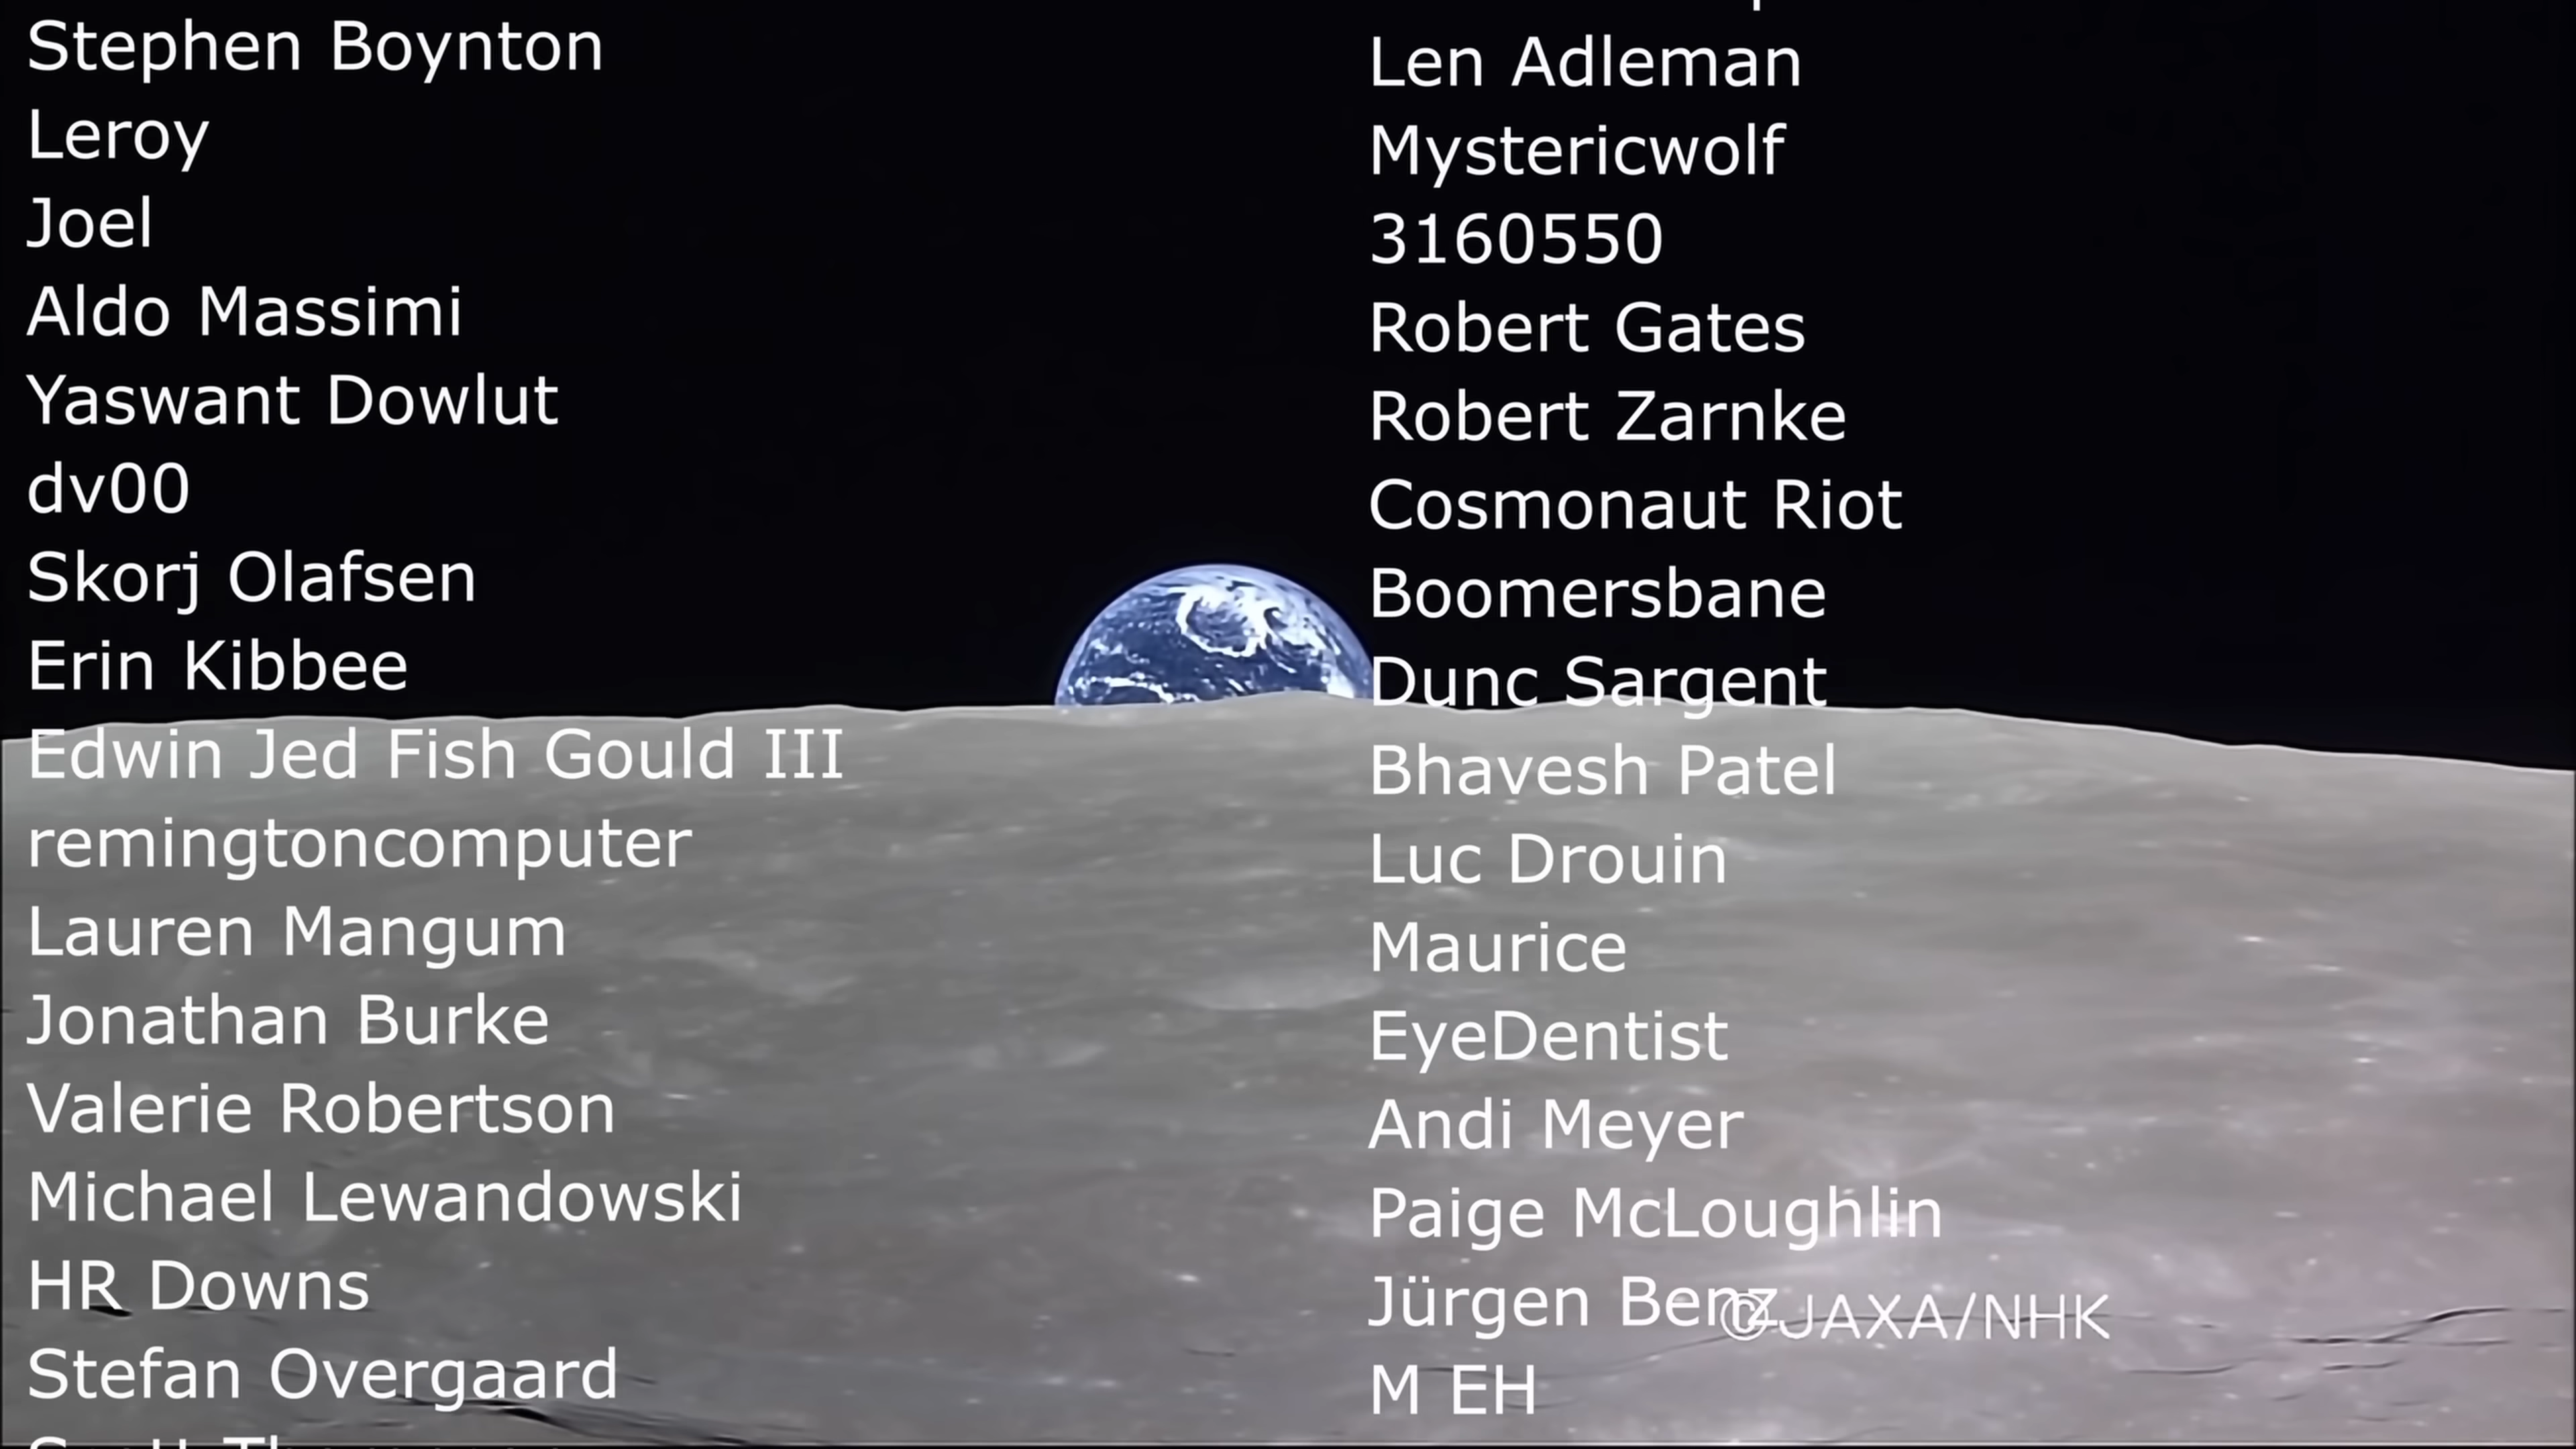 Stephen Boynton
Leroy
Joel
Aldo Massimi
Yaswant Dowlut
dv00
Skorj Olafsen
Erin Kibbee
Edwin Jed Fish Gould III
remingtoncomputer
Lauren Mangum
Jonathan Burke
Valerie Robertson
Michael Lewandowski
HR Downs
Stefan Overgaard
Len Adleman
Mystericwolf
3160550
Robert Gates
Robert Zarnke
Cosmonaut Riot
Boomersbane
Dunc Sargent
Bhavesh Patel
Luc Drouin
Maurice
EyeDentist
Andi Meyer
Paige McLoughlin
Jürgen Benz
M EH
©JAXA/NHK